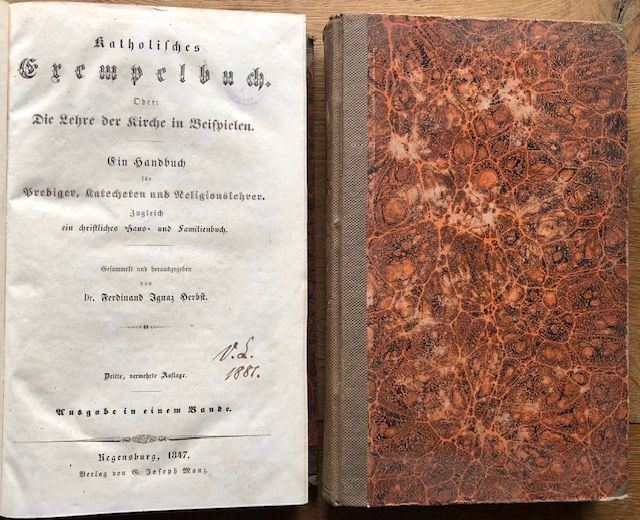 Katholisches
Exempelbuch.
Oder:
Die Lehre der Kirche in Beispielen.
Ein Handbuch
für
Prediger, Katecheten und Religionslehrer.
Zugleich
ein christliches Haus- und Familienbuch.
Gesammelt und herausgegeben
von
Dr. Ferdinand Ignaz Herbst.
V. L.
1881.
Dritte, vermehrte Auflage.
Ausgabe in einem Bande.
Regensburg, 1847.
Verlag von G. Joseph Manz.